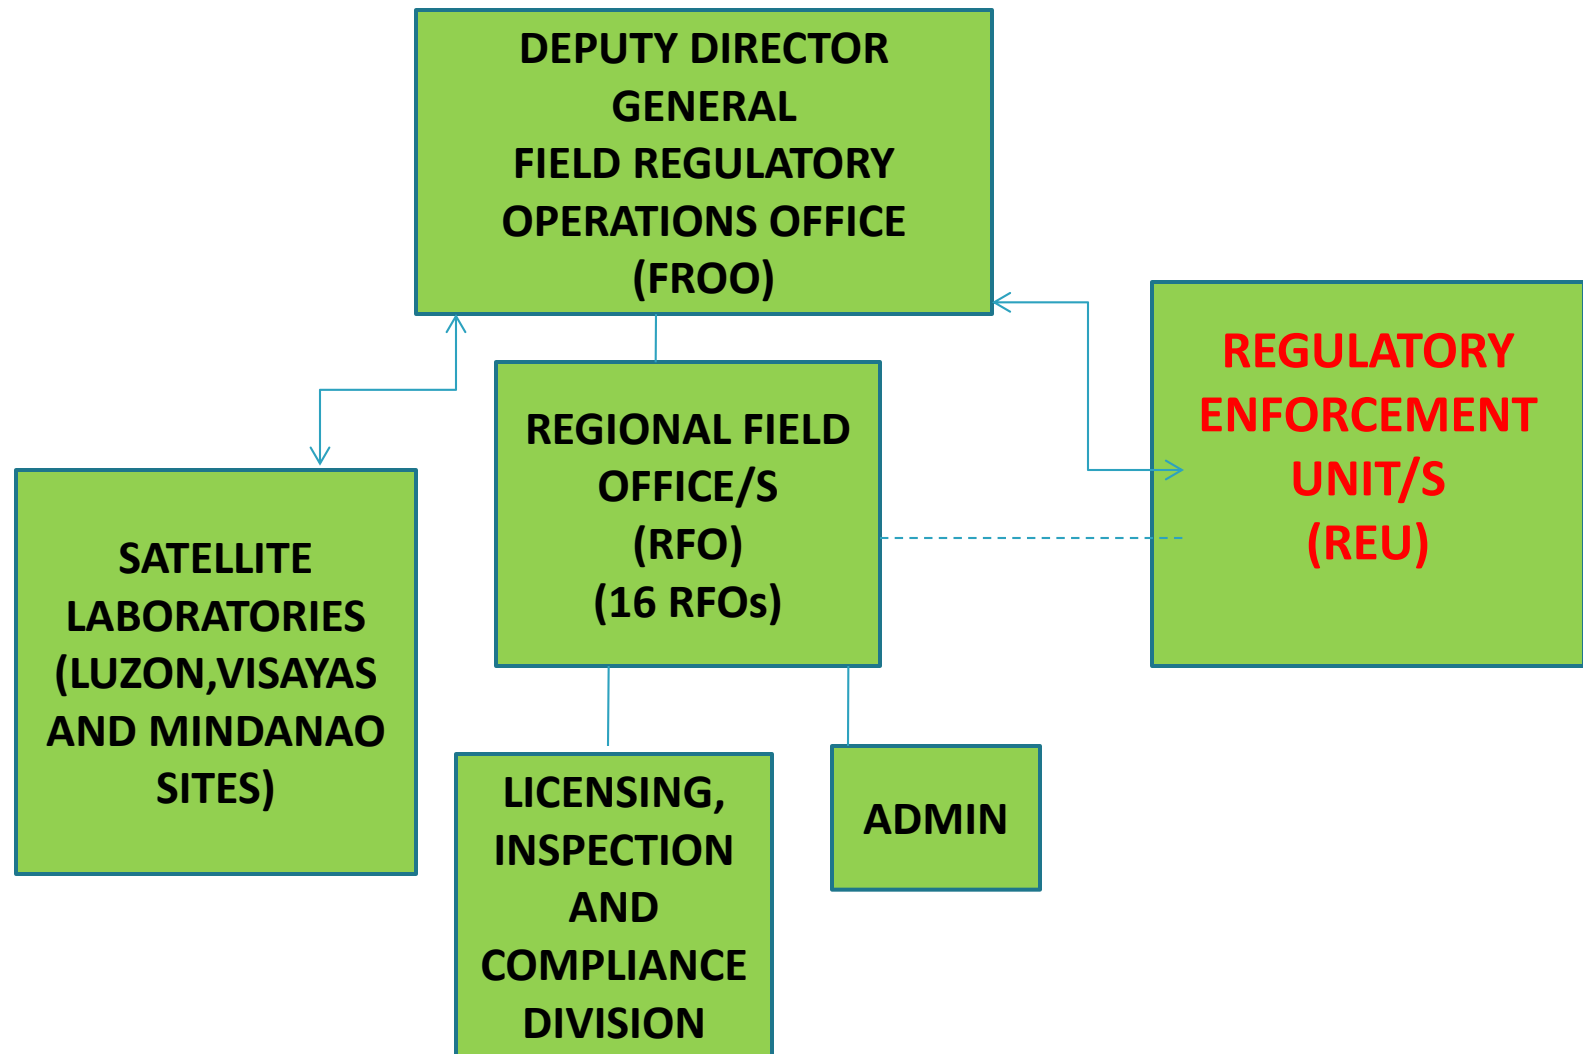 DEPUTY DIRECTOR
GENERAL
FIELD REGULATORY
OPERATIONS OFFICE
(FROO)
REGULATORY
ENFORCEMENT
UNIT/S
(REU)
REGIONAL FIELD
OFFICE/S
(RFO)
(16 RFOs)
SATELLITE
LABORATORIES
(LUZON,VISAYAS
AND MINDANAO
SITES)
LICENSING,
INSPECTION
AND
COMPLIANCE
DIVISION
ADMIN